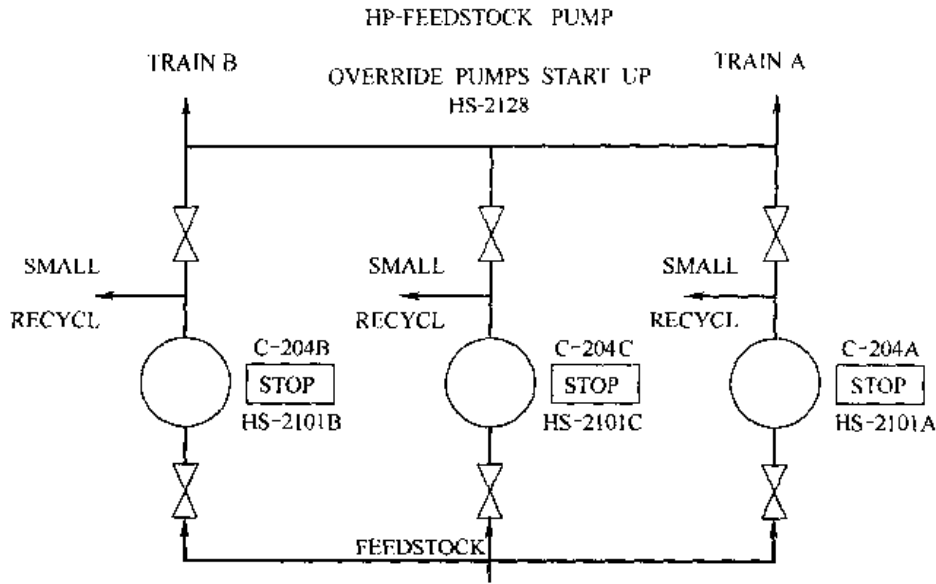 HP-FEEDSTOCK PUMP
TRAIN B
TRAIN A
OVERRIDE PUMPS START UP
HS-2128
SMALL
RECYCL
SMALL
RECYCL
SMALL
RECYCL
C-204B
STOP
HS-2101B
C-204C
STOP
HS-2101C
C-204A
STOP
HS-2101A
FEEDSTOCK